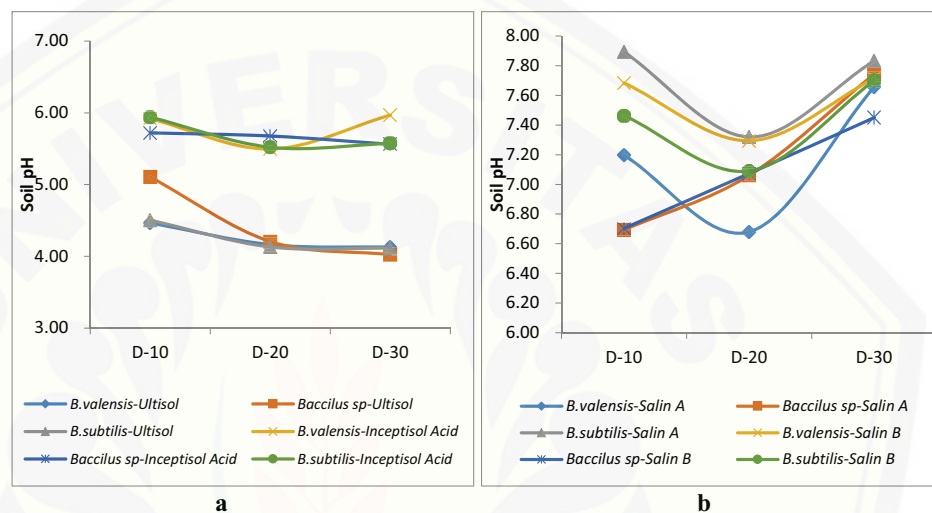 7.00
6.00
5.00
4.00
3.00
Soil pH
D-10 D-20 D-30
B.valensis-Ultisol Baccilus sp-Ultisol
B.subtilis-Ultisol B.valensis-Inceptisol Acid
Baccilus sp-Inceptisol Acid B.subtilis-Inceptisol Acid
a
8.00
7.80
7.60
7.40
7.20
7.00
6.80
6.60
6.40
6.20
6.00
Soil pH
D-10 D-20 D-30
B.valensis-Salin A Baccilus sp-Salin A
B.subtilis-Salin A B.valensis-Salin B
Baccilus sp-Salin B B.subtilis-Salin B
b